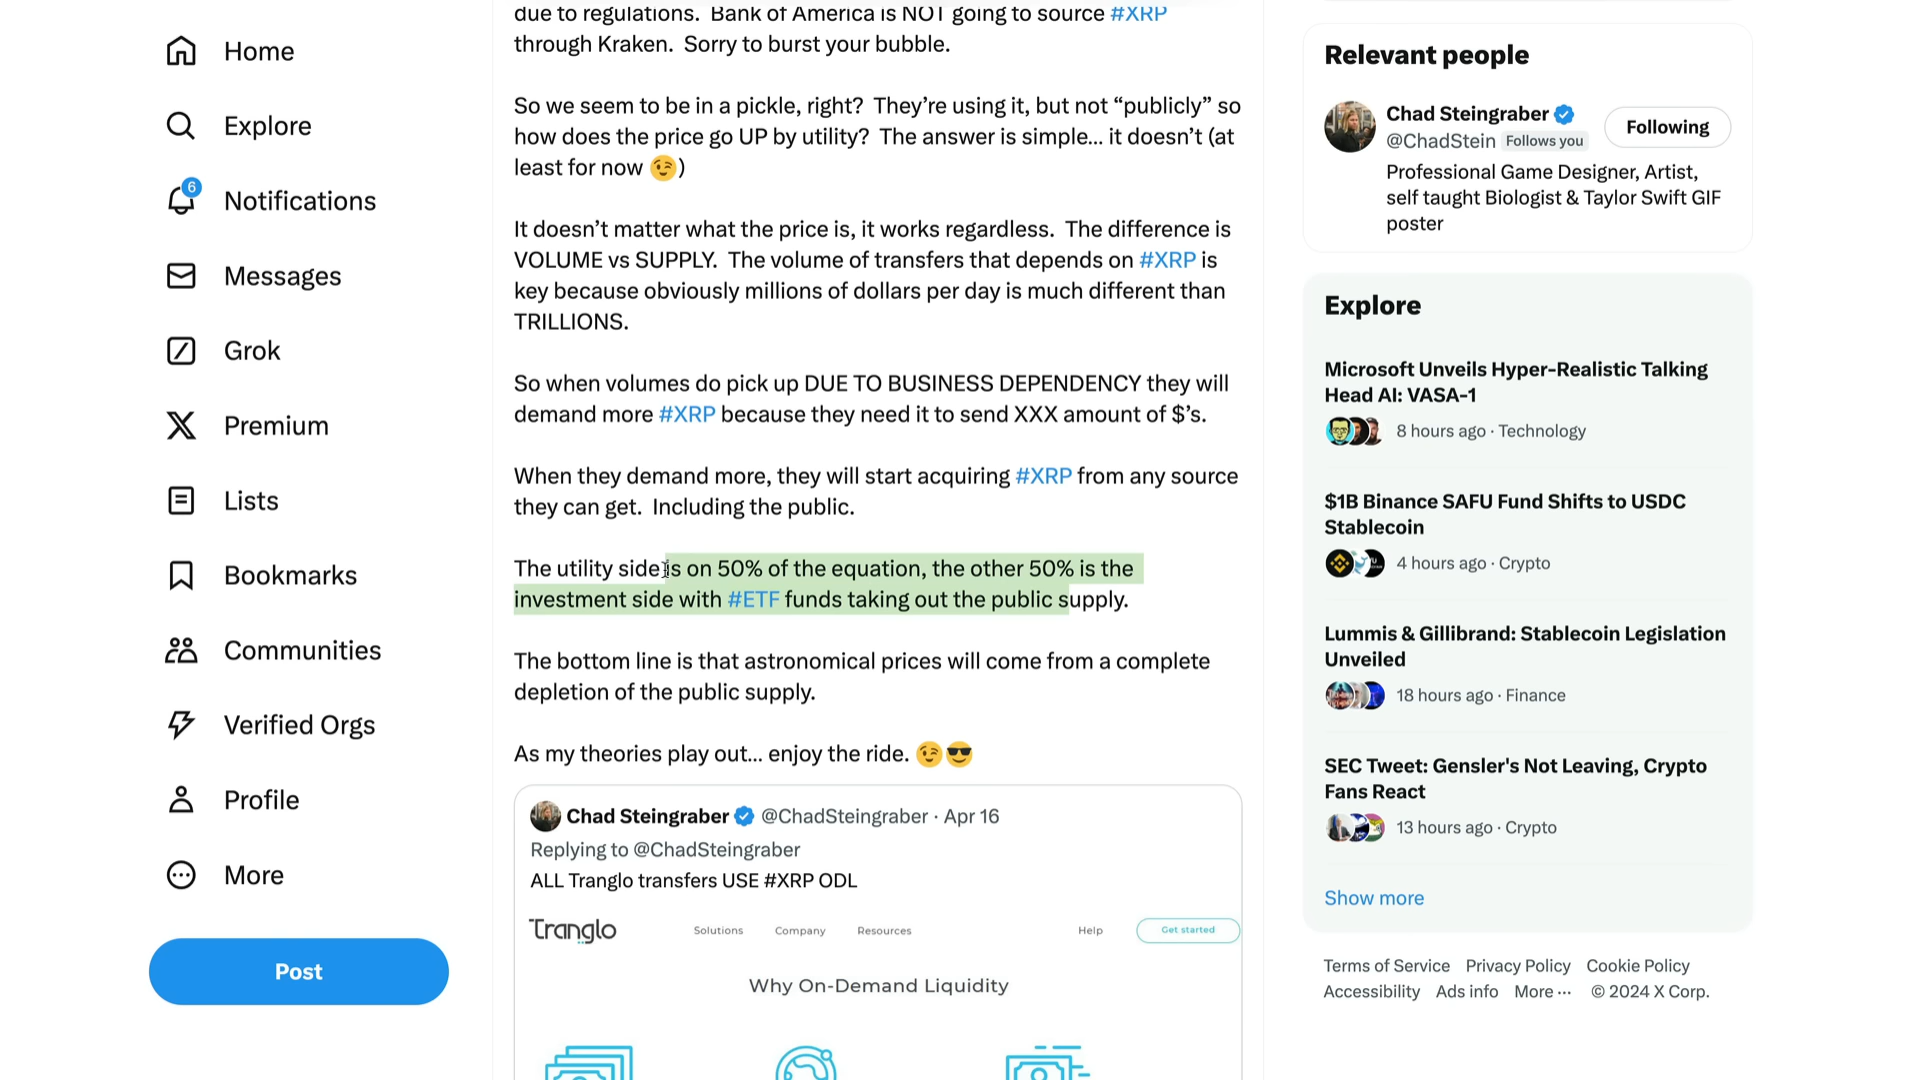 Home
Explore
6
Notifications
Messages
Grok
Premium
Lists
Bookmarks
Communities
Verified Orgs
Profile
More
Post
due to regulations. Bank of America is NOT going to source #XRP
through Kraken. Sorry to burst your bubble.
So we seem to be in a pickle, right? They’re using it, but not “publicly” so
how does the price go UP by utility? The answer is simple... it doesn’t (at
least for now 😉)
It doesn’t matter what the price is, it works regardless. The difference is
VOLUME vs SUPPLY. The volume of transfers that depends on #XRP is
key because obviously millions of dollars per day is much different than
TRILLIONS.
So when volumes do pick up DUE TO BUSINESS DEPENDENCY they will
demand more #XRP because they need it to send XXX amount of $’s.
When they demand more, they will start acquiring #XRP from any source
they can get. Including the public.
The utility side is on 50% of the equation, the other 50% is the
investment side with #ETF funds taking out the public supply.
The bottom line is that astronomical prices will come from a complete
depletion of the public supply.
As my theories play out... enjoy the ride. 😉😎
Chad Steingraber @ChadSteingraber · Apr 16
Replying to @ChadSteingraber
ALL Tranglo transfers USE #XRP ODL
Tranglo
Solutions
Company
Resources
Help
Get started
Why On-Demand Liquidity
Relevant people
Chad Steingraber
@ChadStein Follows you
Following
Professional Game Designer, Artist,
self taught Biologist & Taylor Swift GIF
poster
Explore
Microsoft Unveils Hyper-Realistic Talking
Head AI: VASA-1
8 hours ago · Technology
$1B Binance SAFU Fund Shifts to USDC
Stablecoin
4 hours ago · Crypto
Lummis & Gillibrand: Stablecoin Legislation
Unveiled
18 hours ago · Finance
SEC Tweet: Gensler's Not Leaving, Crypto
Fans React
13 hours ago · Crypto
Show more
Terms of Service Privacy Policy Cookie Policy
Accessibility Ads info More ··· © 2024 X Corp.